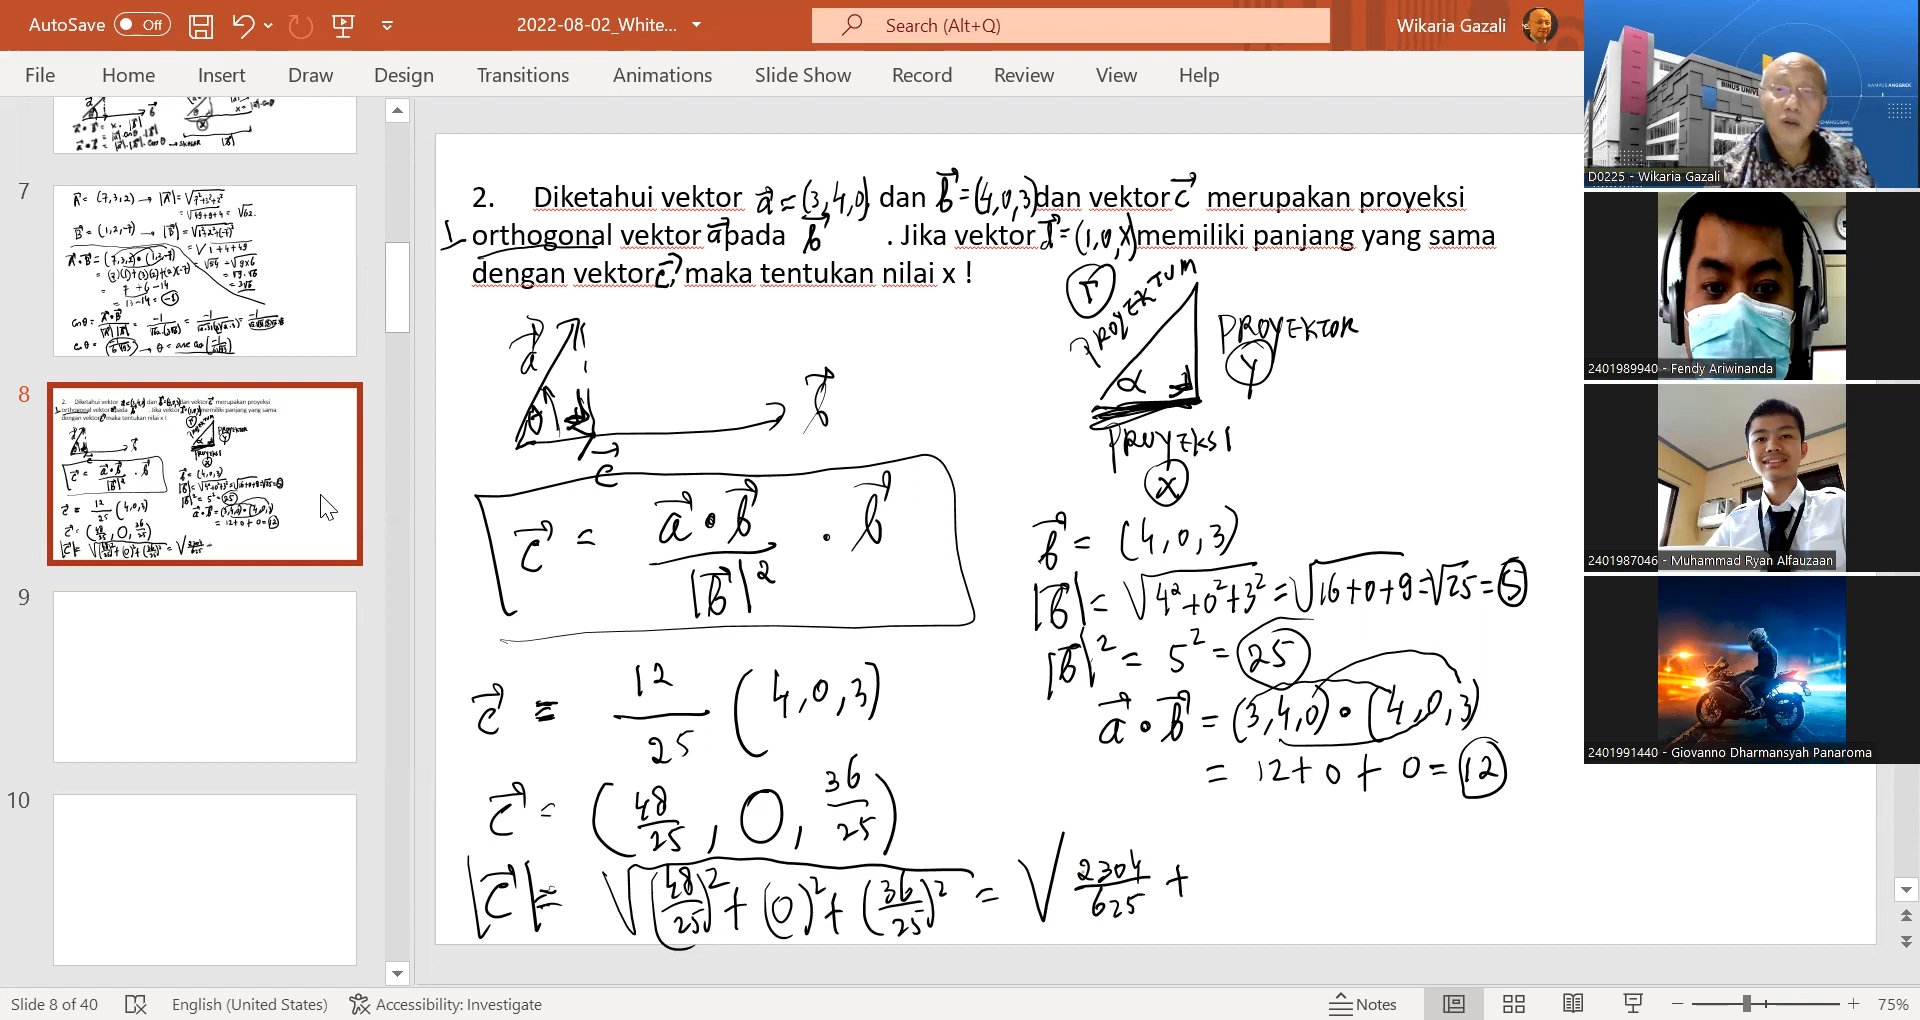 AutoSave Off 2022-08-02_White... Search (Alt+Q) Wikaria Gazali
File Home Insert Draw Design Transitions Animations Slide Show Record Review View Help
7
8
9
10
2. Diketahui vektor a⃗ = (3,4,0) dan b⃗ = (4,0,3) dan vektor c⃗ merupakan proyeksi
orthogonal vektor a⃗ pada b⃗ . Jika vektor d⃗ = (1,0,x) memiliki panjang yang sama
dengan vektor c⃗, maka tentukan nilai x !
a⃗
θ
b⃗
c⃗
r
PROYEKTUM
PROYEKTOR
Y
α
PROYEKSI
X
c⃗ = a⃗ • b⃗ / |b⃗|² . b⃗
b⃗ = (4,0,3)
|b⃗| = √4²+0²+3² = √16+0+9 = √25 = 5
|b⃗|² = 5² = 25
c⃗ = 12/25 (4,0,3)
a⃗ • b⃗ = (3,4,0) • (4,0,3)
= 12 + 0 + 0 = 12
c⃗ = (48/25, 0, 36/25)
|c⃗| = √(48/25)² + (0)² + (36/25)² = √2304/625 +
BINUS UNIVE
KAMPUS ANGGREK
D0225 - Wikaria Gazali
2401989940 - Fendy Ariwinanda
2401987046 - Muhammad Ryan Alfauzaan
2401991440 - Giovanno Dharmansyah Panaroma
Slide 8 of 40 English (United States) Accessibility: Investigate Notes 75%